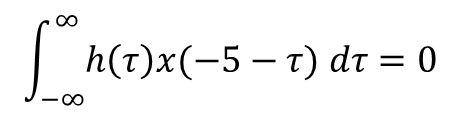 ∫_{-∞}^{∞} h(τ)x(−5 − τ) dτ = 0